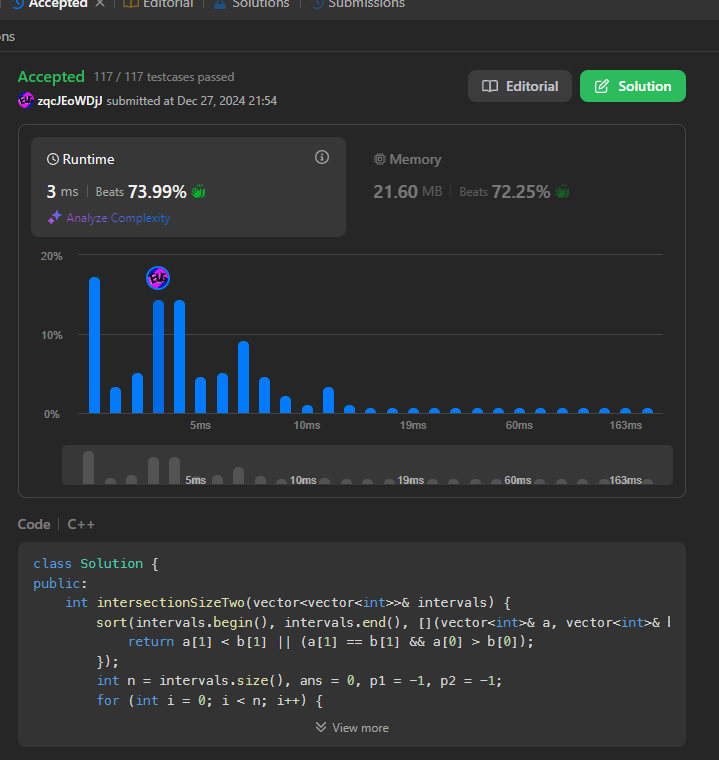 Accepted × Editorial Solutions Submissions
ons
Accepted 117 / 117 testcases passed
zqcJEoWDjJ submitted at Dec 27, 2024 21:54
Editorial
Solution
Runtime
3 ms | Beats 73.99%
Analyze Complexity
Memory
21.60 MB | Beats 72.25%
20%
10%
0%
5ms 10ms 19ms 60ms 163ms
5ms 10ms 19ms 60ms 163ms
Code | C++
class Solution {
public:
    int intersectionSizeTwo(vector<vector<int>>& intervals) {
        sort(intervals.begin(), intervals.end(), [](vector<int>& a, vector<int>&
            return a[1] < b[1] || (a[1] == b[1] && a[0] > b[0]);
        });
        int n = intervals.size(), ans = 0, p1 = -1, p2 = -1;
        for (int i = 0; i < n; i++) {
View more